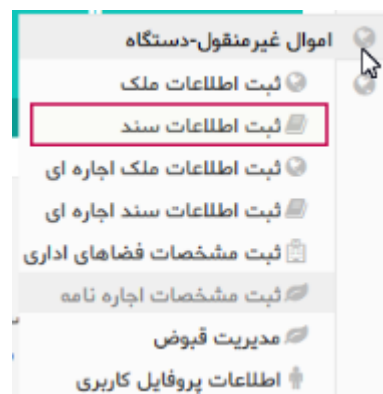 اموال غیرمنقول-دستگاه
ثبت اطلاعات ملک
ثبت اطلاعات سند
ثبت اطلاعات ملک اجاره ای
ثبت اطلاعات سند اجاره ای
ثبت مشخصات فضاهای اداری
ثبت مشخصات اجاره نامه
مدیریت قبوض
اطلاعات پروفایل کاربری